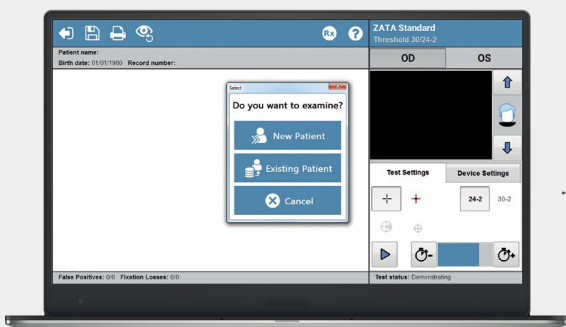 Rx
?
ZATA Standard
Threshold 30/24-2
Patient name:
Birth date: 01/01/1980 Record number:
OD
OS
Select
Do you want to examine?
New Patient
Existing Patient
Cancel
Test Settings
Device Settings
24-2
30-2
False Positives: 0/0 Fixation Losses: 0/0
Test status: Demonstrating